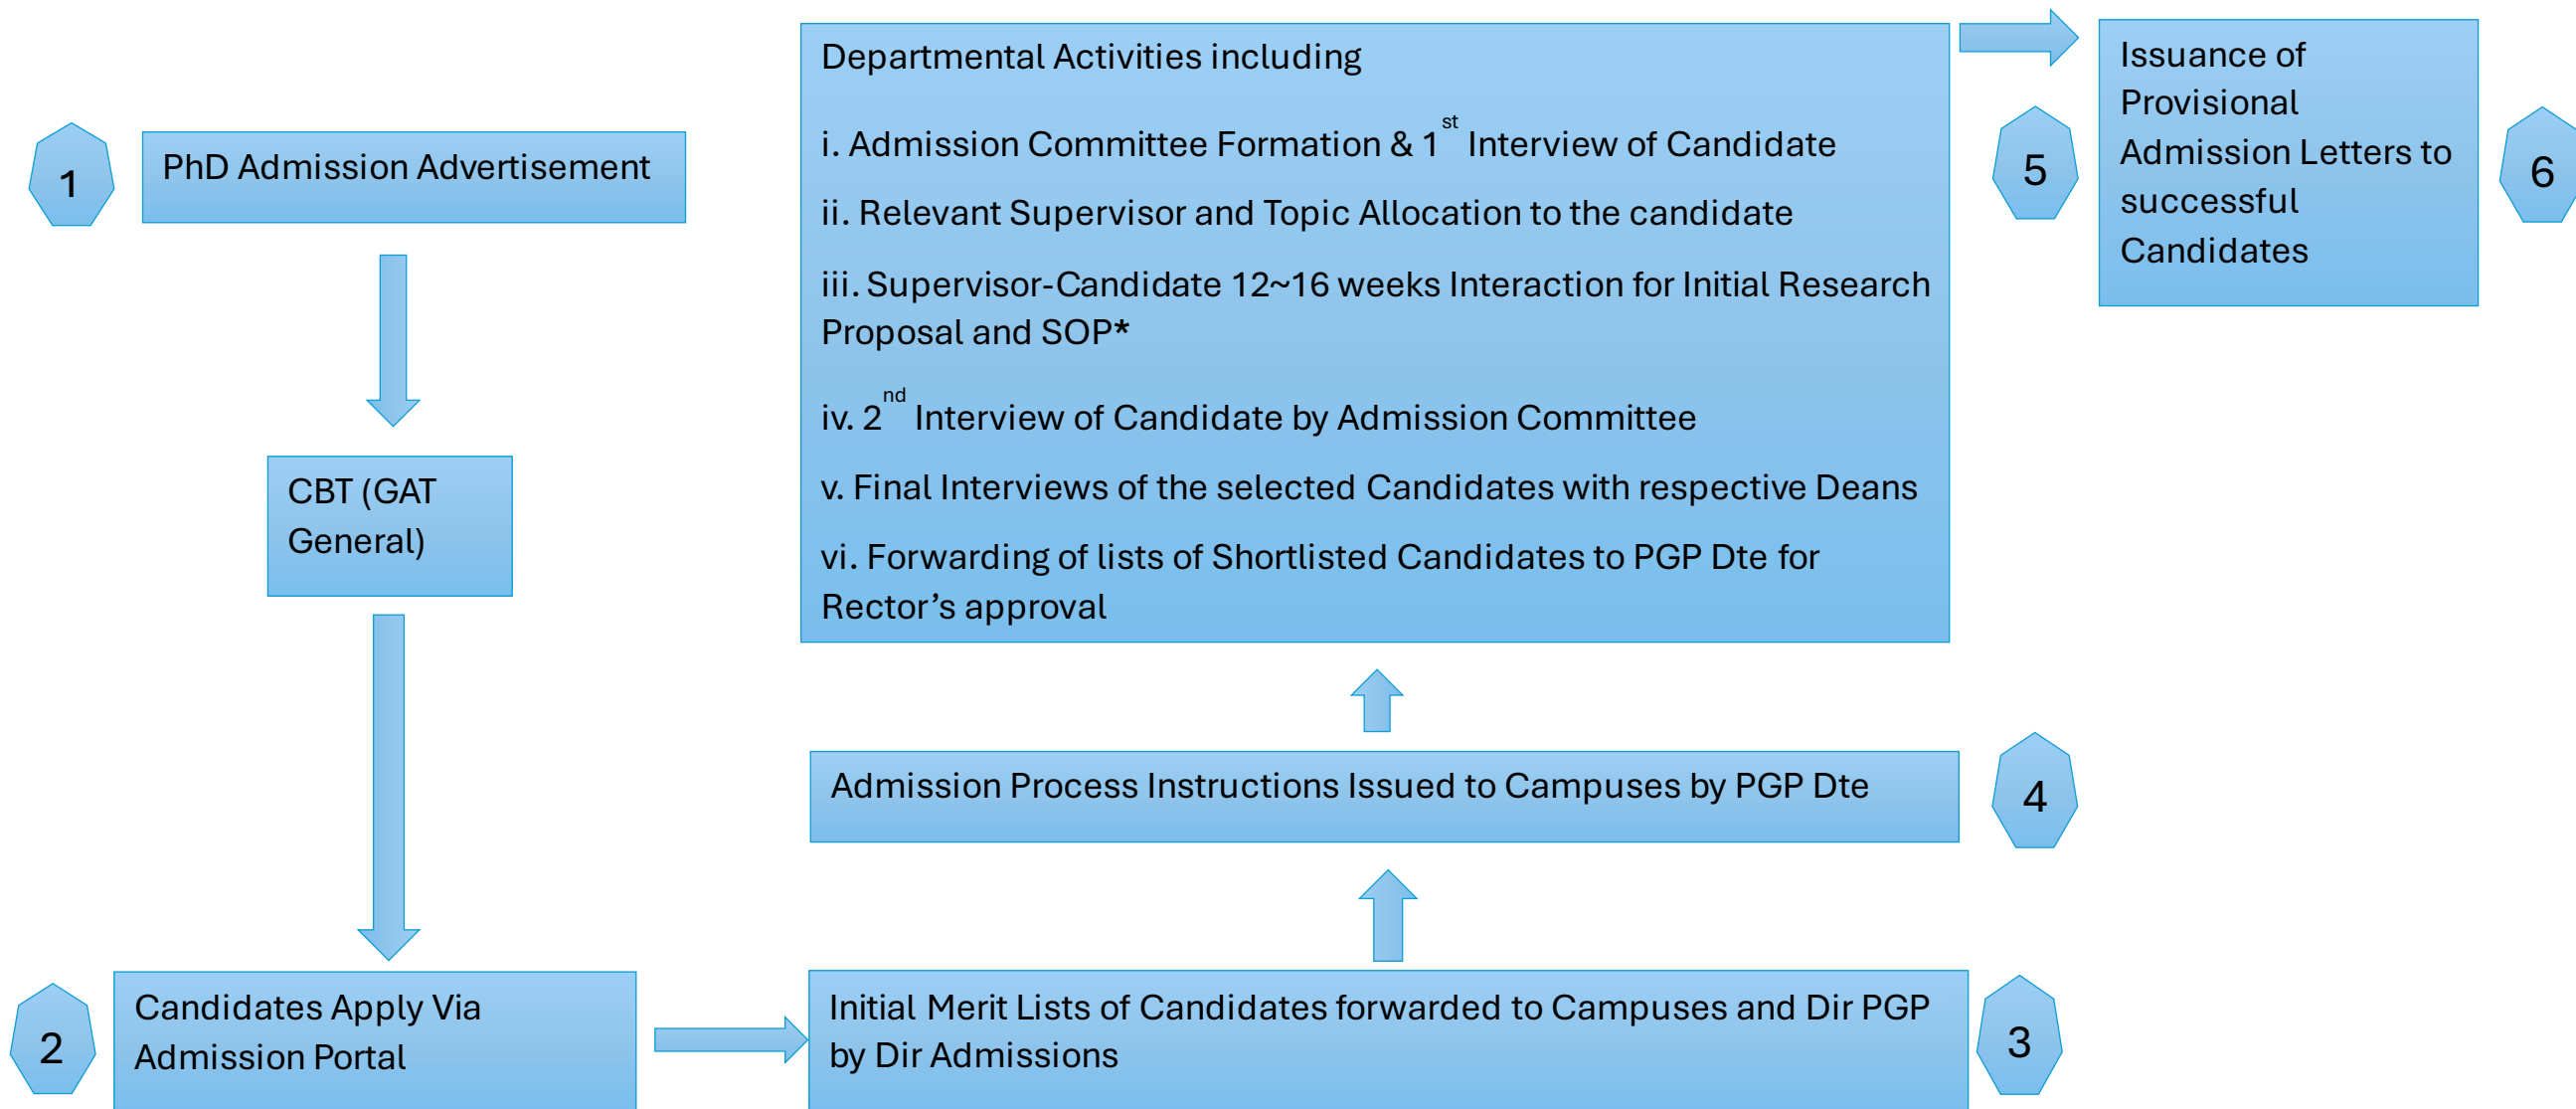 1
PhD Admission Advertisement
CBT (GAT
General)
2
Candidates Apply Via
Admission Portal
Initial Merit Lists of Candidates forwarded to Campuses and Dir PGP
by Dir Admissions
3
Admission Process Instructions Issued to Campuses by PGP Dte
4
Departmental Activities including
i. Admission Committee Formation & 1st Interview of Candidate
ii. Relevant Supervisor and Topic Allocation to the candidate
iii. Supervisor-Candidate 12~16 weeks Interaction for Initial Research
Proposal and SOP*
iv. 2nd Interview of Candidate by Admission Committee
v. Final Interviews of the selected Candidates with respective Deans
vi. Forwarding of lists of Shortlisted Candidates to PGP Dte for
Rector’s approval
5
Issuance of
Provisional
Admission Letters to
successful
Candidates
6